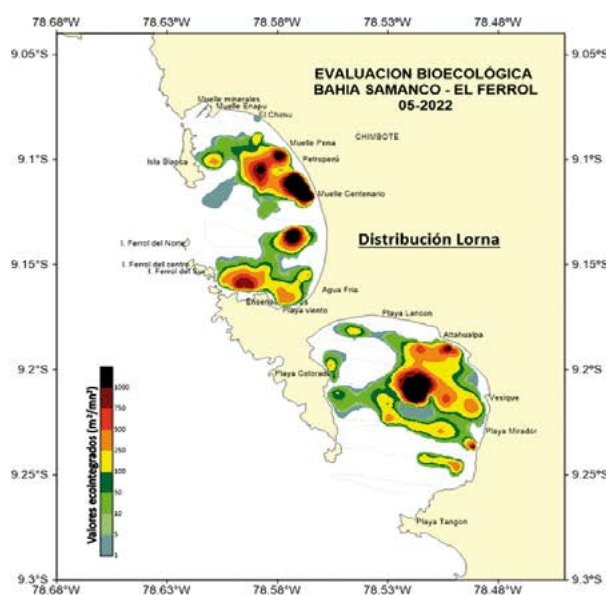 78.68°W 78.63°W 78.58°W 78.53°W 78.48°W
9.05°S 9.05°S
EVALUACION BIOECOLÓGICA
BAHIA SAMANCO - EL FERROL
05-2022
Muelle minerales
Muelle Enapu
El Chimu
CHIMBOTE
Muelle Pena
9.1°S 9.1°S
Isla Blanca
Petroperú
Muelle Centenario
I. Ferrol del Norte
Distribución Lorna
9.15°S 9.15°S
I. Ferrol del centro
I. Ferrol del Sur
Agua Fria
Playa viento
Playa Lancon
Attahualpa
9.2°S 9.2°S
Playa Colorada
Vesique
Playa Mirador
9.25°S 9.25°S
Playa Tangon
9.3°S 9.3°S
78.68°W 78.63°W 78.58°W 78.53°W 78.48°W
Valores ecointegrados (m²/mn²)
1000
750
500
250
100
50
10
5
1